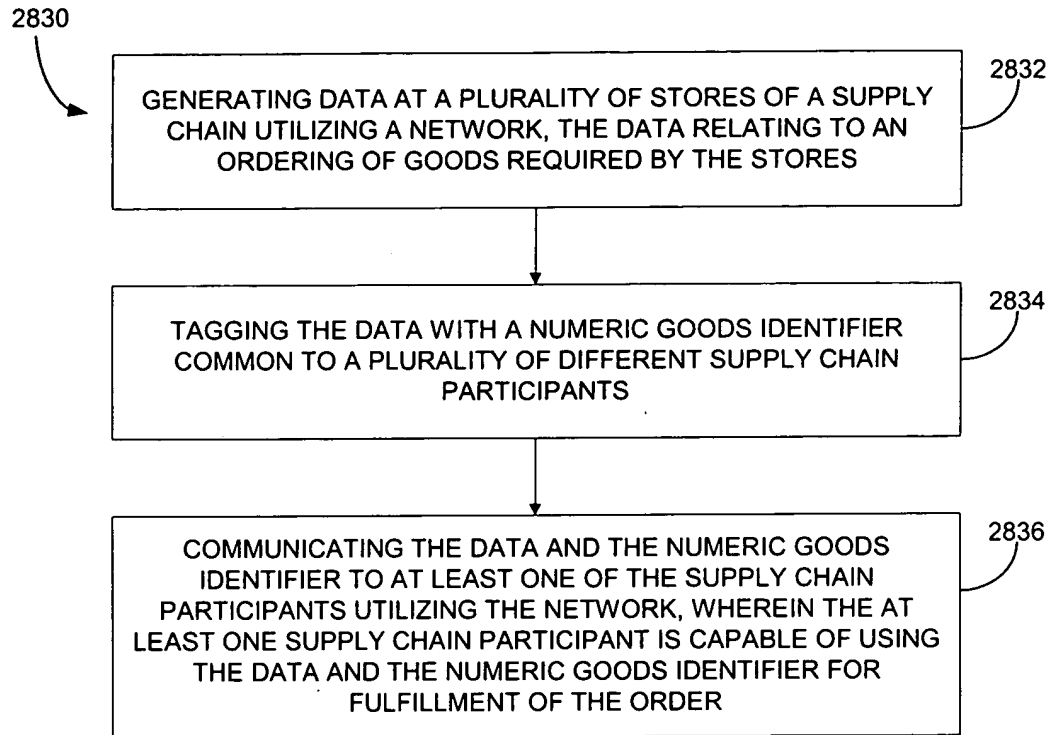 2830
2832
GENERATING DATA AT A PLURALITY OF STORES OF A SUPPLY
CHAIN UTILIZING A NETWORK, THE DATA RELATING TO AN
ORDERING OF GOODS REQUIRED BY THE STORES
2834
TAGGING THE DATA WITH A NUMERIC GOODS IDENTIFIER
COMMON TO A PLURALITY OF DIFFERENT SUPPLY CHAIN
PARTICIPANTS
2836
COMMUNICATING THE DATA AND THE NUMERIC GOODS
IDENTIFIER TO AT LEAST ONE OF THE SUPPLY CHAIN
PARTICIPANTS UTILIZING THE NETWORK, WHEREIN THE AT
LEAST ONE SUPPLY CHAIN PARTICIPANT IS CAPABLE OF USING
THE DATA AND THE NUMERIC GOODS IDENTIFIER FOR
FULFILLMENT OF THE ORDER